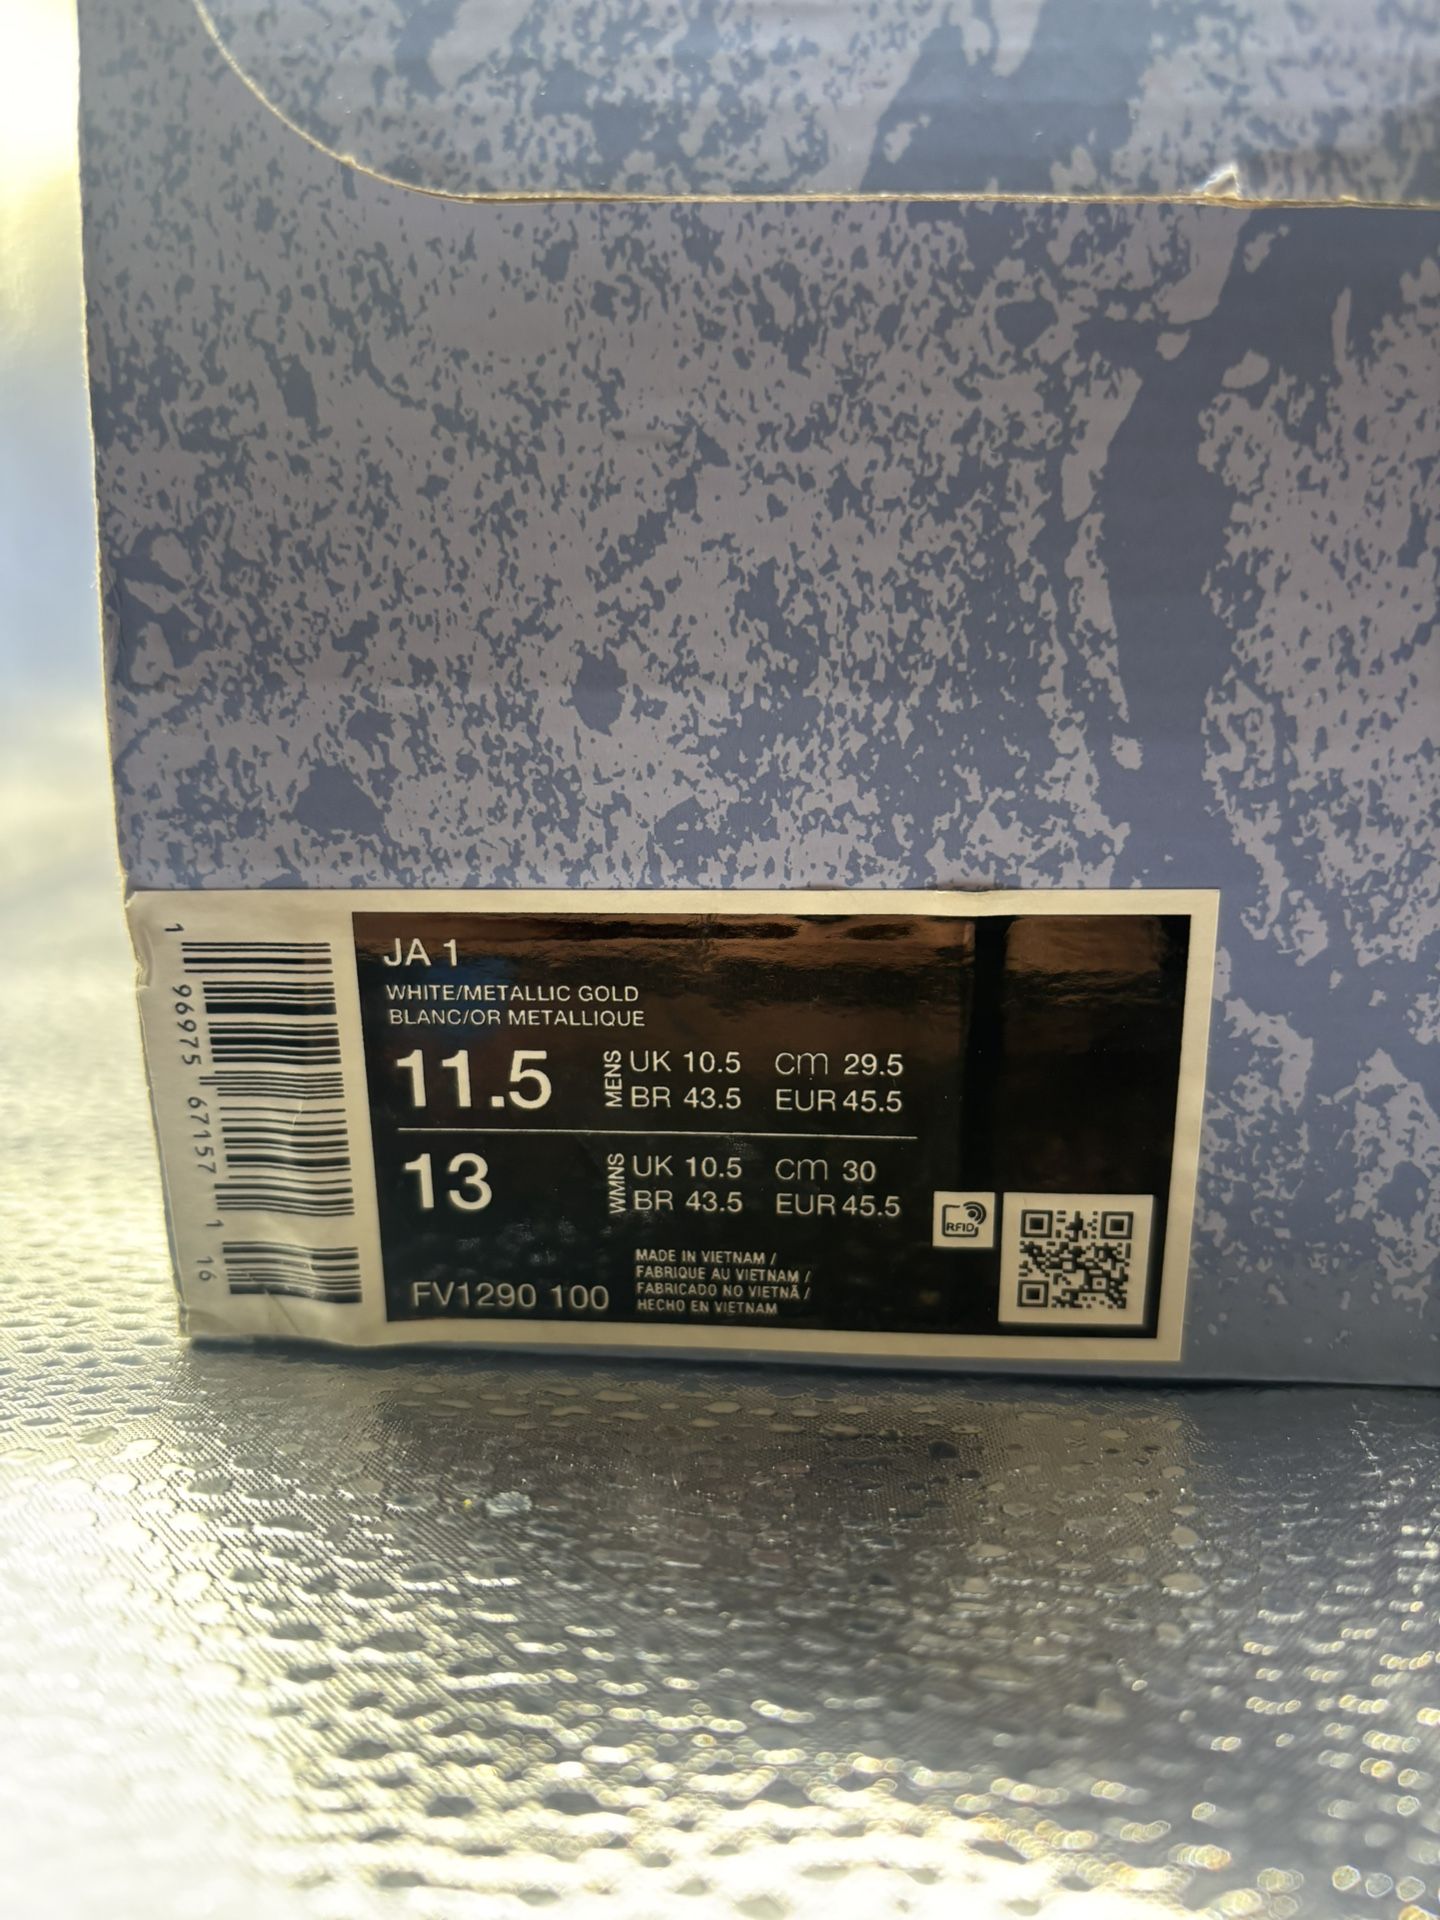 JA 1
WHITE/METALLIC GOLD
BLANC/OR METALLIQUE
11.5 MENS UK 10.5 cm 29.5
BR 43.5 EUR 45.5
13 WMNS UK 10.5 cm 30
BR 43.5 EUR 45.5
FV1290 100
MADE IN VIETNAM /
FABRIQUE AU VIETNAM /
FABRICADO NO VIETNÃ /
HECHO EN VIETNAM
RFID
1 96975 67157 1 16